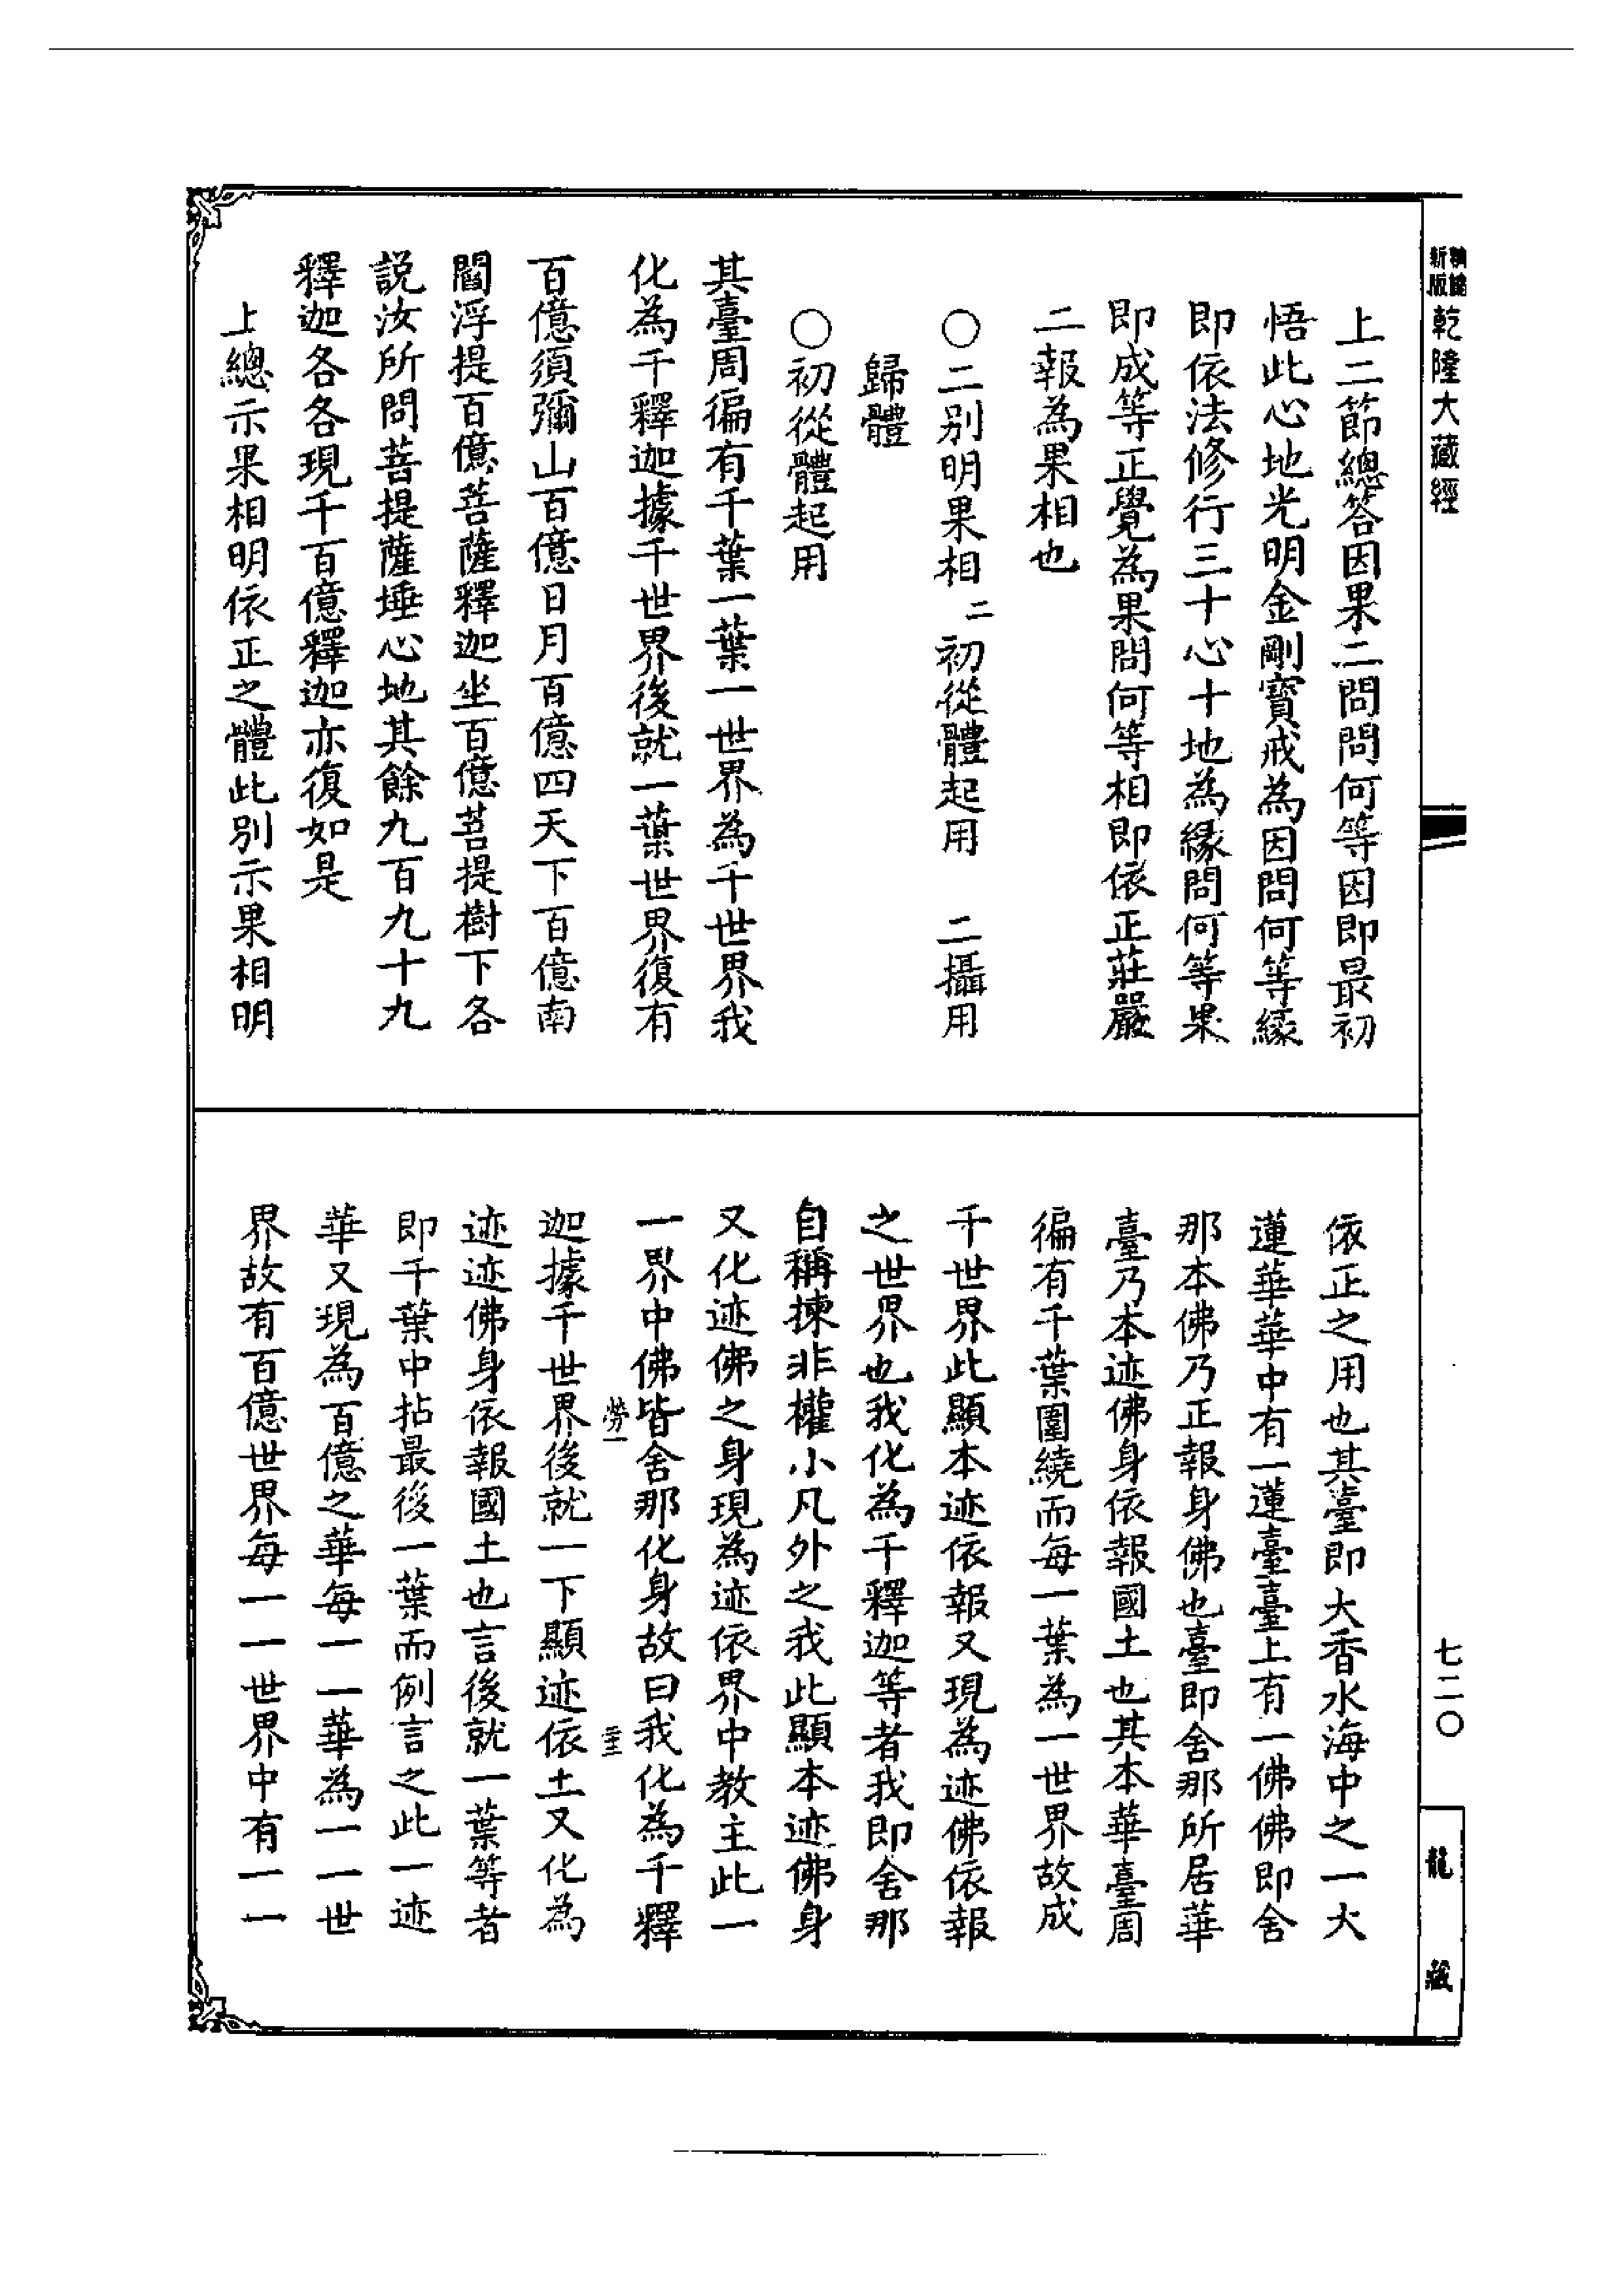 新版
乾隆大藏經
七二〇
龍藏
上二節總答因果二問問何等因即最初
悟此心地光明金剛寳戒為因問何等緣
即依法修行三十心十地為緣問何等果
即成等正覺為果問何等相即依正莊嚴
二報為果相也
〇二別明果相二初從體起用 二攝用
歸體
〇初從體起用
其臺周徧有千葉一葉一世界為千世界我
化為千釋迦據千世界後就一葉世界復有
百億須彌山百億日月百億四天下百億南
閻浮提百億菩薩釋迦坐百億菩提樹下各
説汝所問菩提薩埵心地其餘九百九十九
釋迦各各現千百億釋迦亦復如是
上總示果相明依正之體此別示果相明
依正之用也其臺即大香水海中之一大
蓮華華中有一蓮臺臺上有一佛佛即舍
那本佛乃正報身佛也臺即舍那所居華
臺乃本迹佛身依報國土也其本華臺周
徧有千葉圍繞而每一葉為一世界故成
千世界此顯本迹依報又現為迹佛依報
之世界也我化為千釋迦等者我即舍那
自稱揀非權小凡外之我此顯本迹佛身
又化迹佛之身現為迹依界中教主此一
一界中佛皆舍那化身故曰我化為千釋
勞一
迦據千世界後就一下顯迹依土又化為
迹迹佛身依報國土也言後就一葉等者
即千葉中拈最後一葉而例言之此一迹
華又現為百億之華每一一華為一一世
界故有百億世界每一一世界中有一一